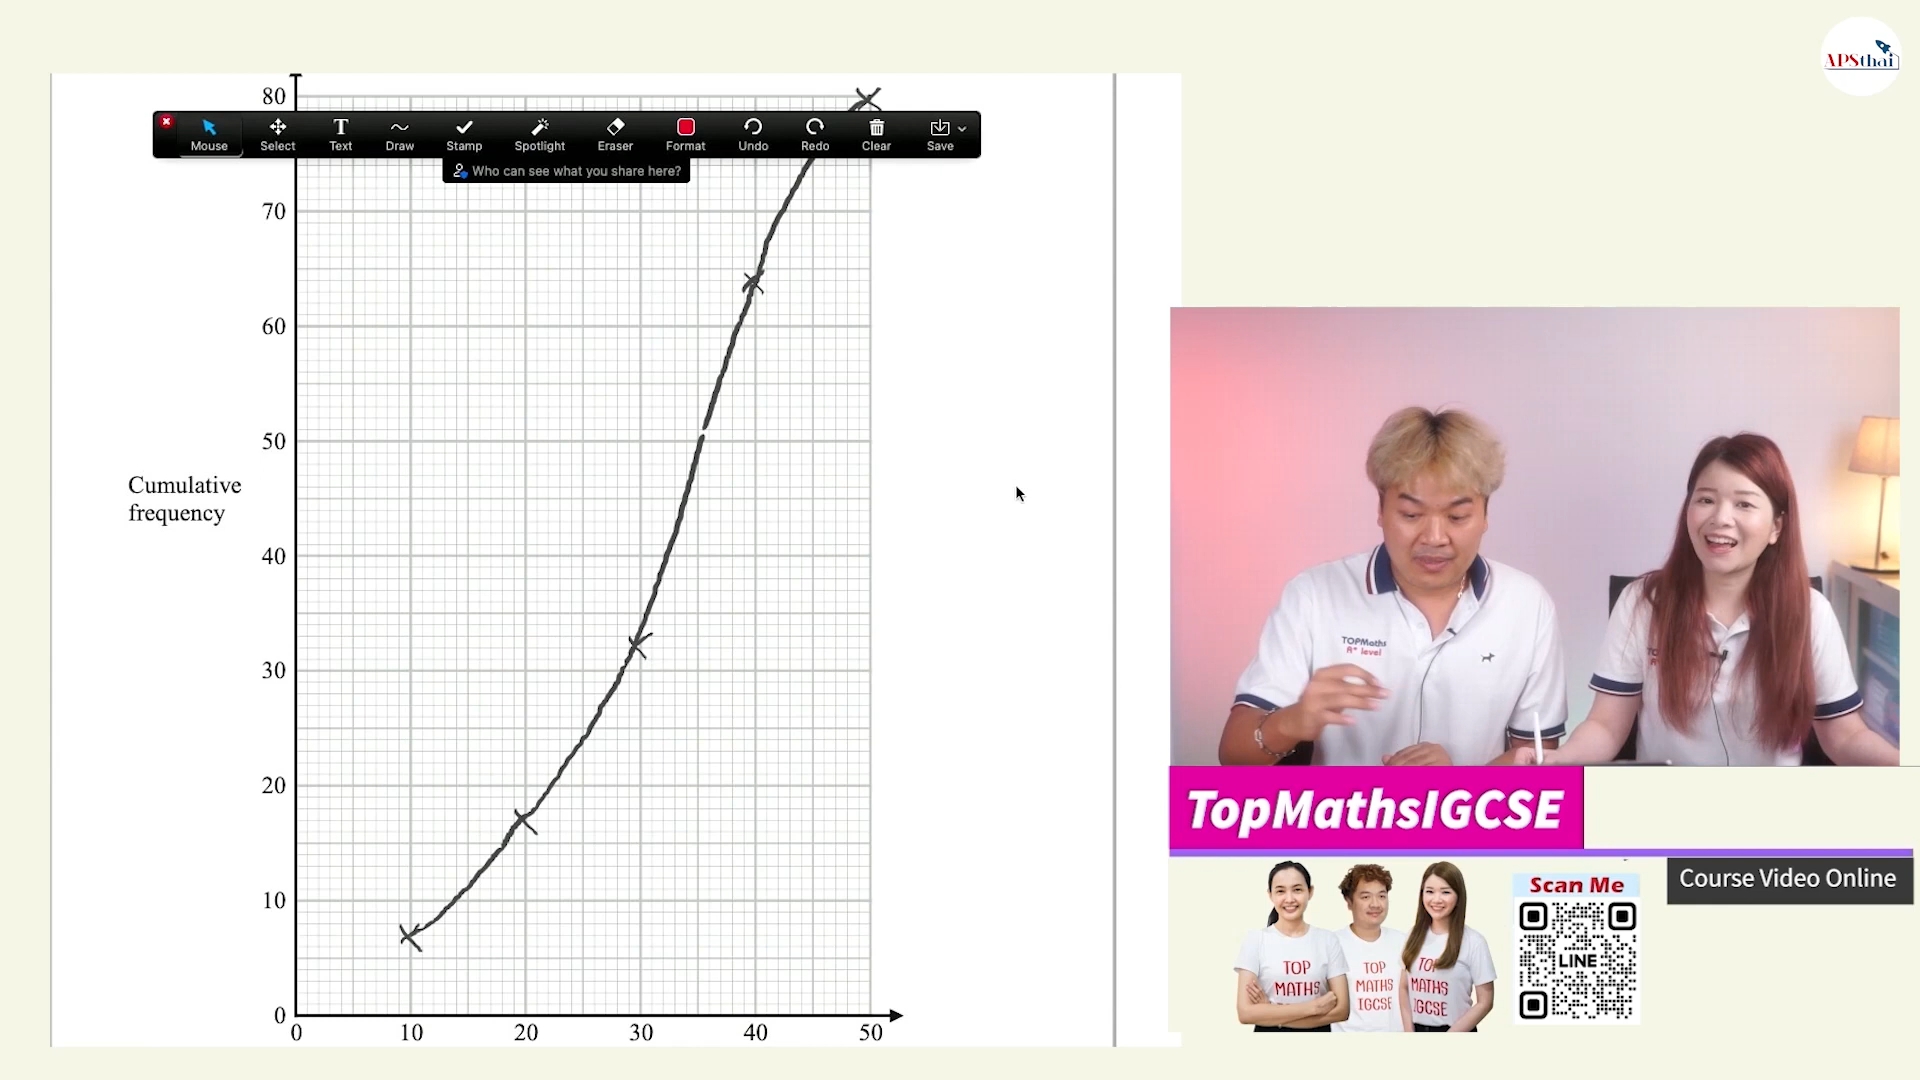 APSthai
80
Mouse
Select
Text
Draw
Stamp
Spotlight
Eraser
Format
Undo
Redo
Clear
Save
Who can see what you share here?
70
60
50
Cumulative
frequency
40
30
20
10
0
0 10 20 30 40 50
TOPMaths
A* level
TopMathsIGCSE
Course Video Online
Scan Me
LINE
TOP
MATHS
TOP
MATHS
IGCSE
TOP
MATHS
IGCSE